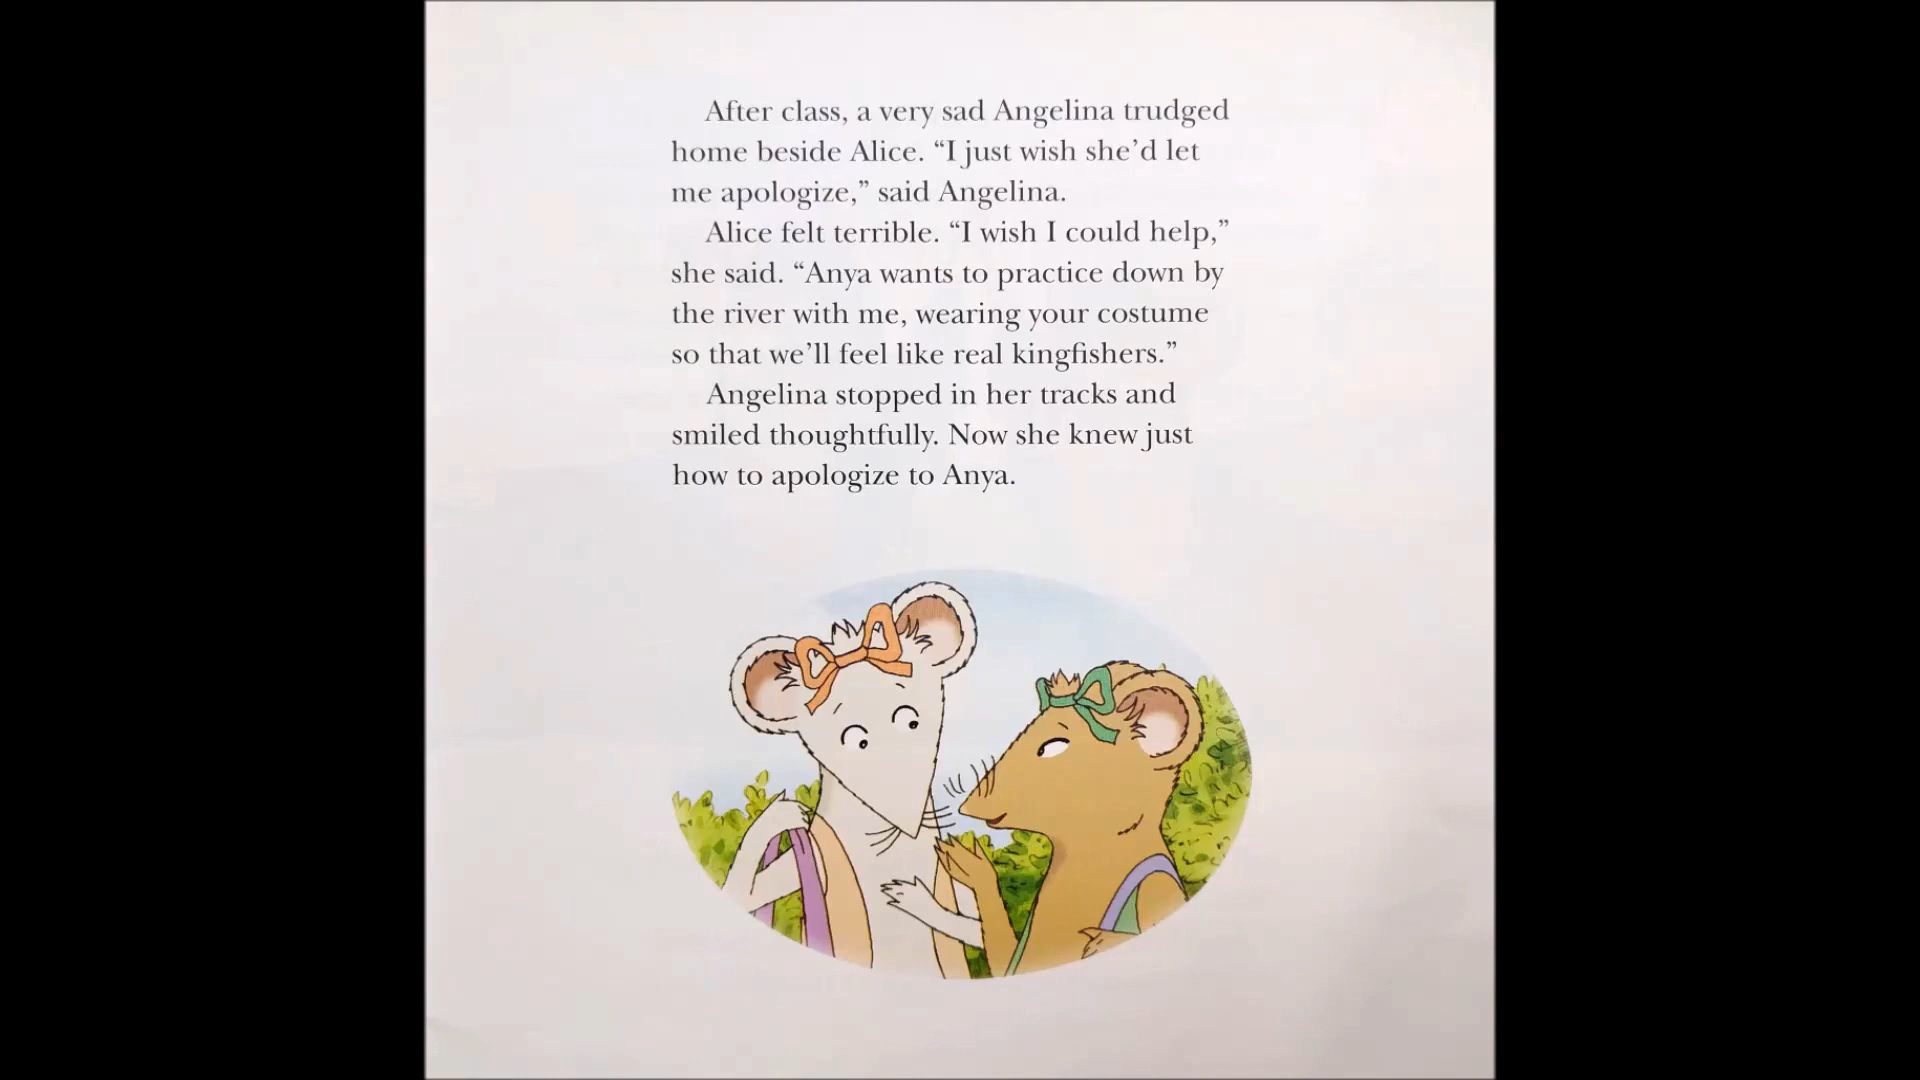 After class, a very sad Angelina trudged
home beside Alice. “I just wish she’d let
me apologize,” said Angelina.
Alice felt terrible. “I wish I could help,”
she said. “Anya wants to practice down by
the river with me, wearing your costume
so that we’ll feel like real kingfishers.”
Angelina stopped in her tracks and
smiled thoughtfully. Now she knew just
how to apologize to Anya.